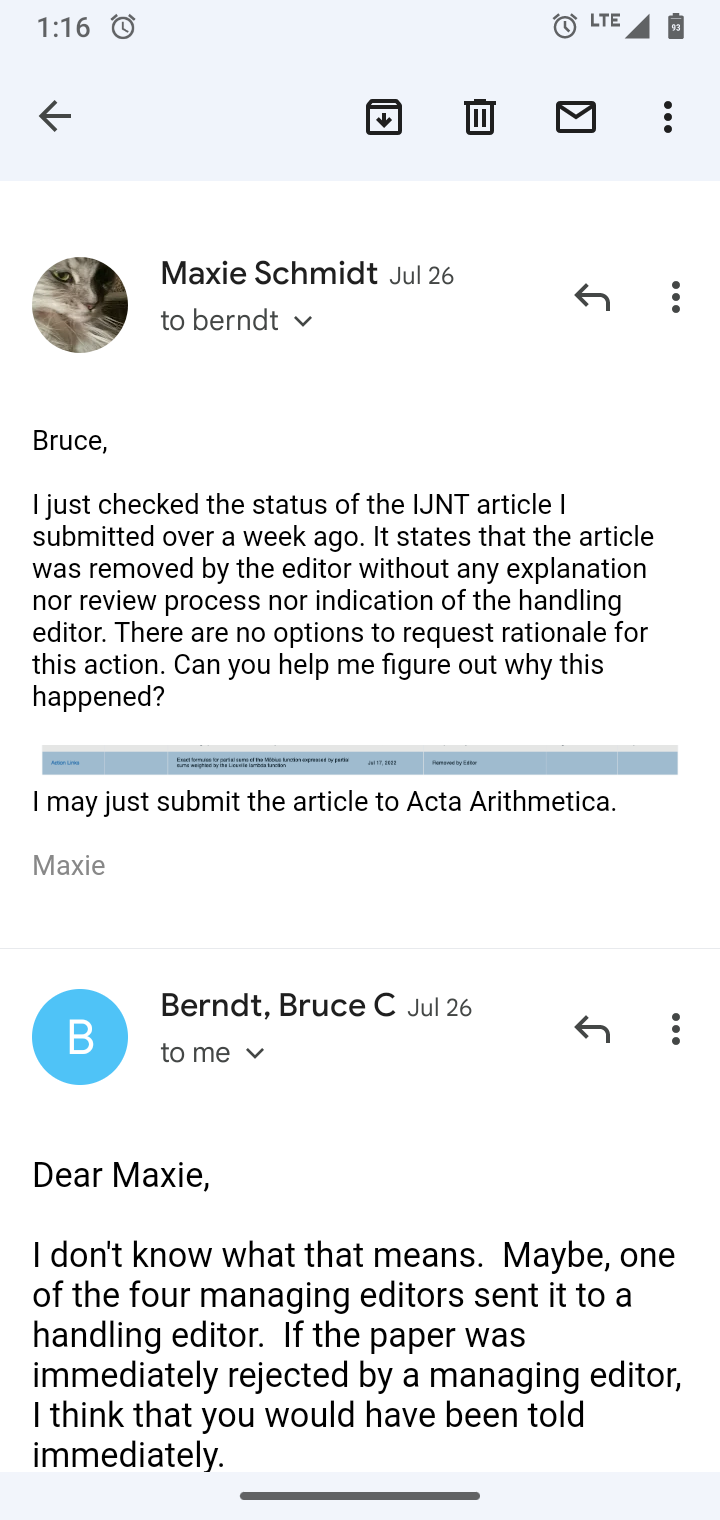 1:16
LTE
93
Maxie Schmidt Jul 26
to berndt
Bruce,
I just checked the status of the IJNT article I
submitted over a week ago. It states that the article
was removed by the editor without any explanation
nor review process nor indication of the handling
editor. There are no options to request rationale for
this action. Can you help me figure out why this
happened?
Action Links Exact formulas for partial sums of the Möbius function expressed by partial Jul 17, 2022 Removed by Editor
sums weighted by the Liouville lambda function
I may just submit the article to Acta Arithmetica.
Maxie
B
Berndt, Bruce C Jul 26
to me
Dear Maxie,
I don't know what that means.  Maybe, one
of the four managing editors sent it to a
handling editor.  If the paper was
immediately rejected by a managing editor,
I think that you would have been told
immediately.